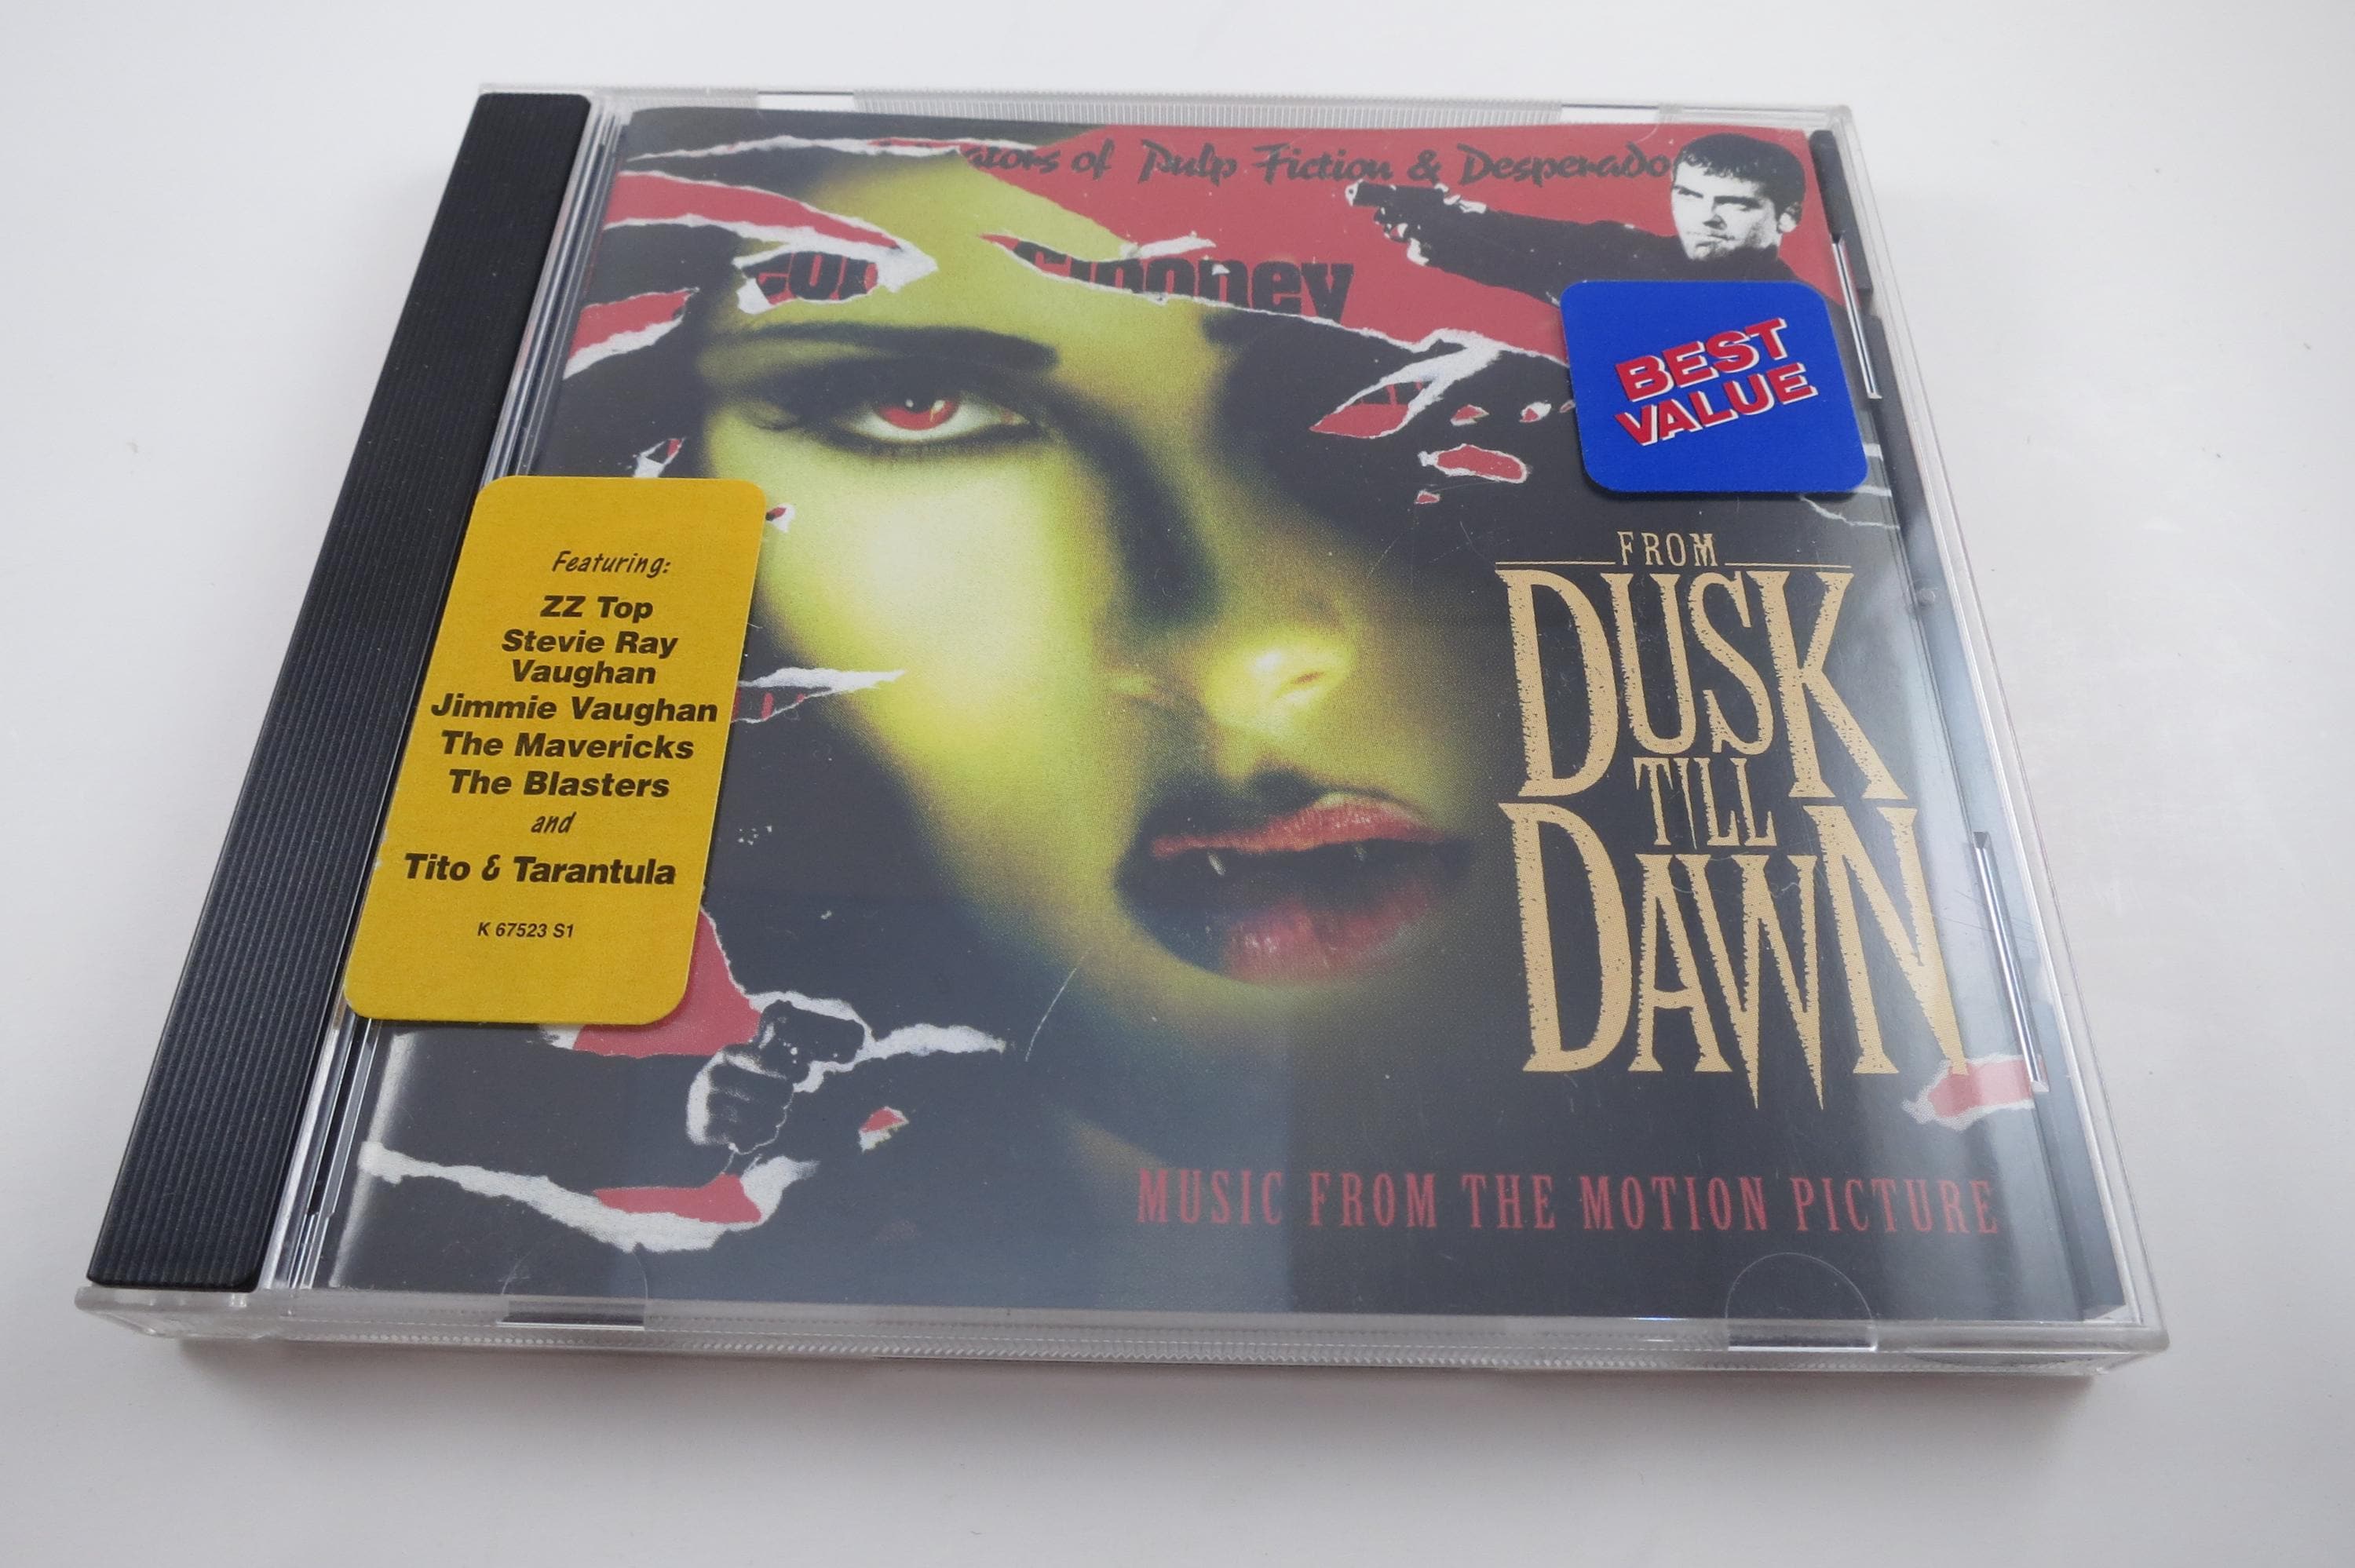 of Pulp Fiction & Desperado
BEST
VALUE
Featuring:
ZZ Top
Stevie Ray
Vaughan
Jimmie Vaughan
The Mavericks
The Blasters
and
Tito & Tarantula
K 67523 S1
FROM
DUSK
TILL
DAWN
MUSIC FROM THE MOTION PICTURE